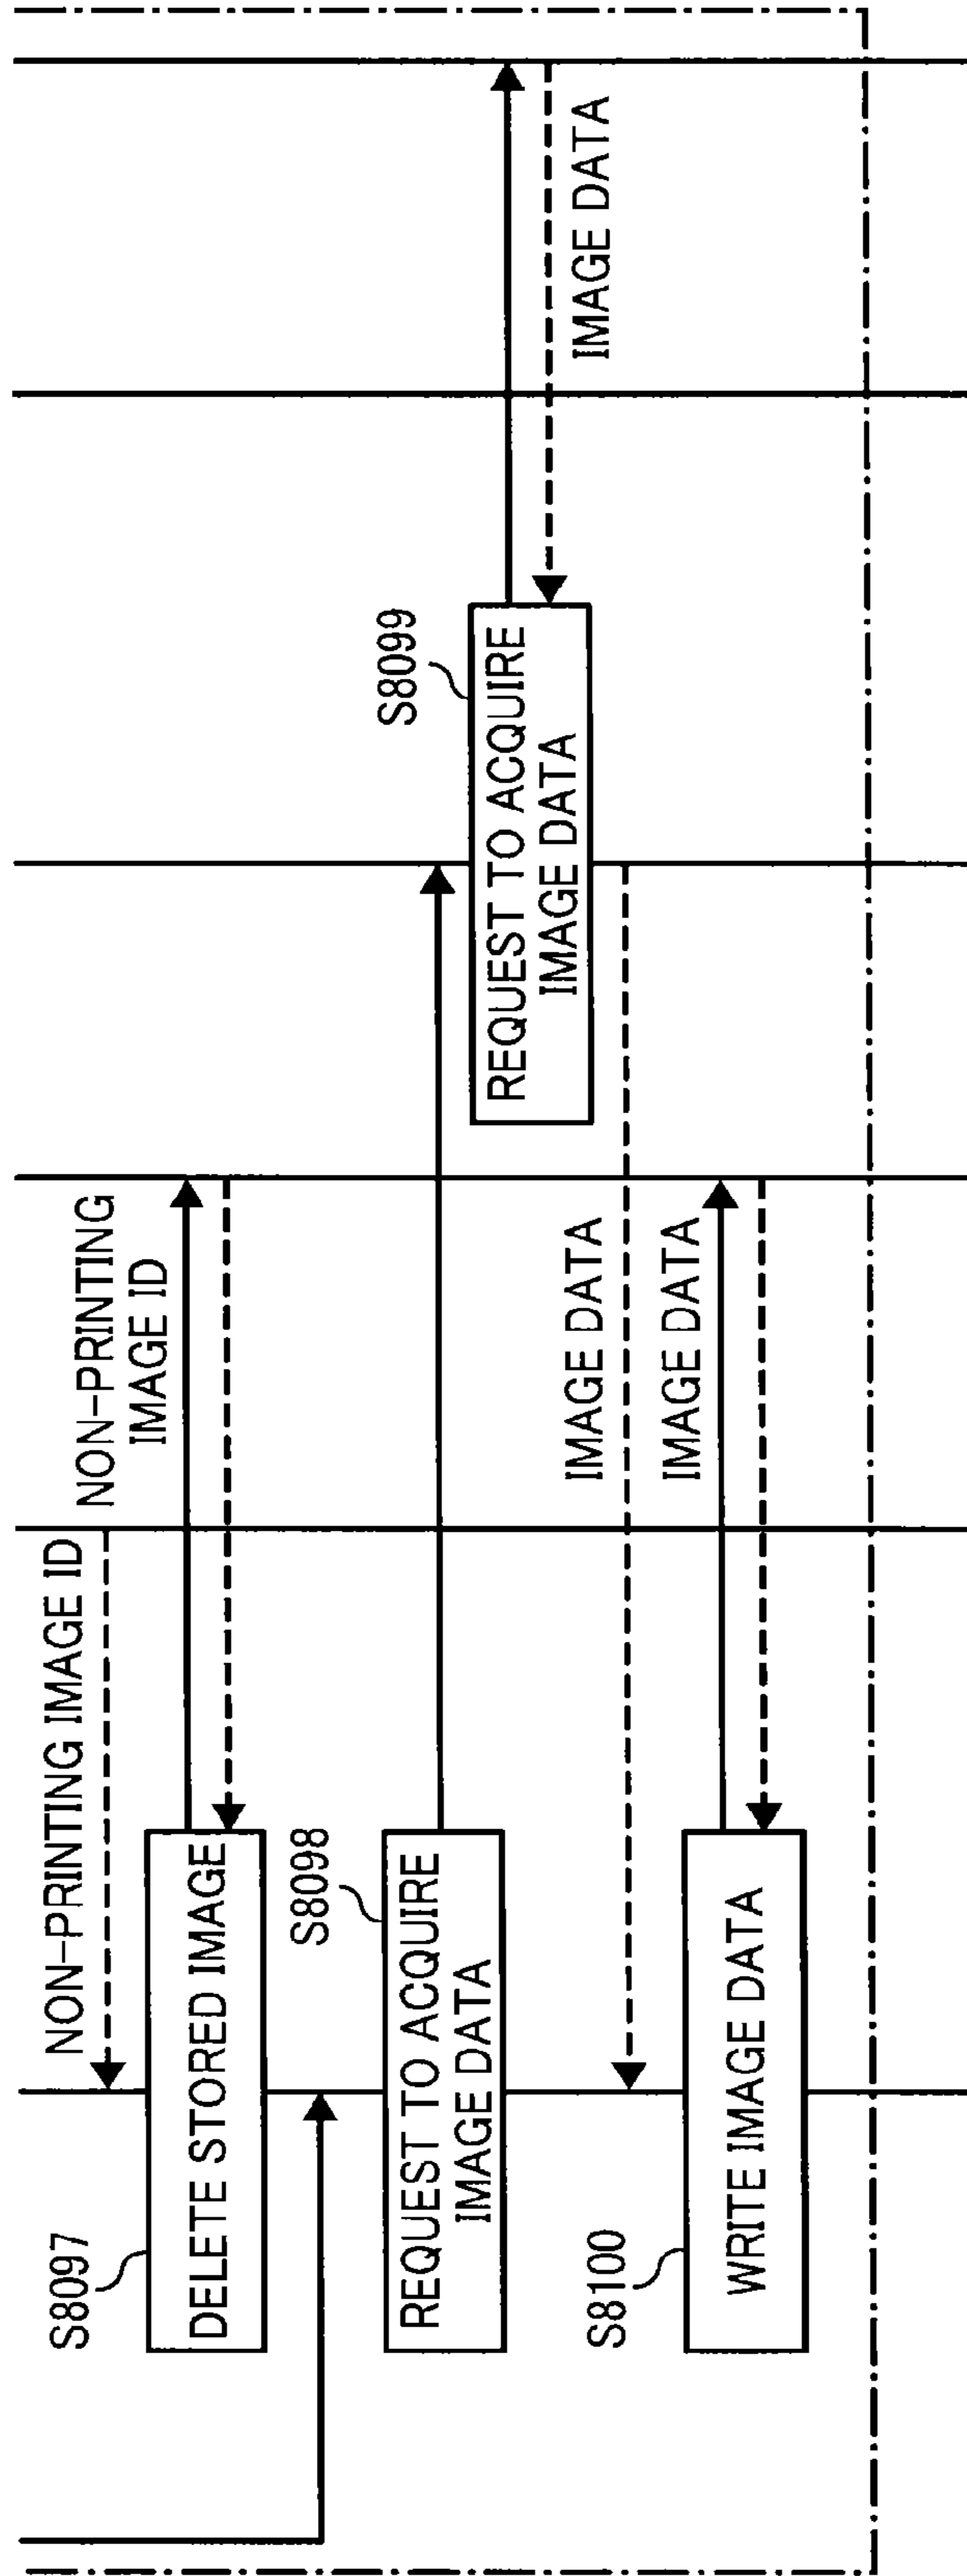 NON-PRINTING IMAGE ID
NON-PRINTING
IMAGE ID
S8097
DELETE STORED IMAGE
S8098
REQUEST TO ACQUIRE
IMAGE DATA
S8099
REQUEST TO ACQUIRE
IMAGE DATA
IMAGE DATA
IMAGE DATA
S8100
WRITE IMAGE DATA
IMAGE DATA